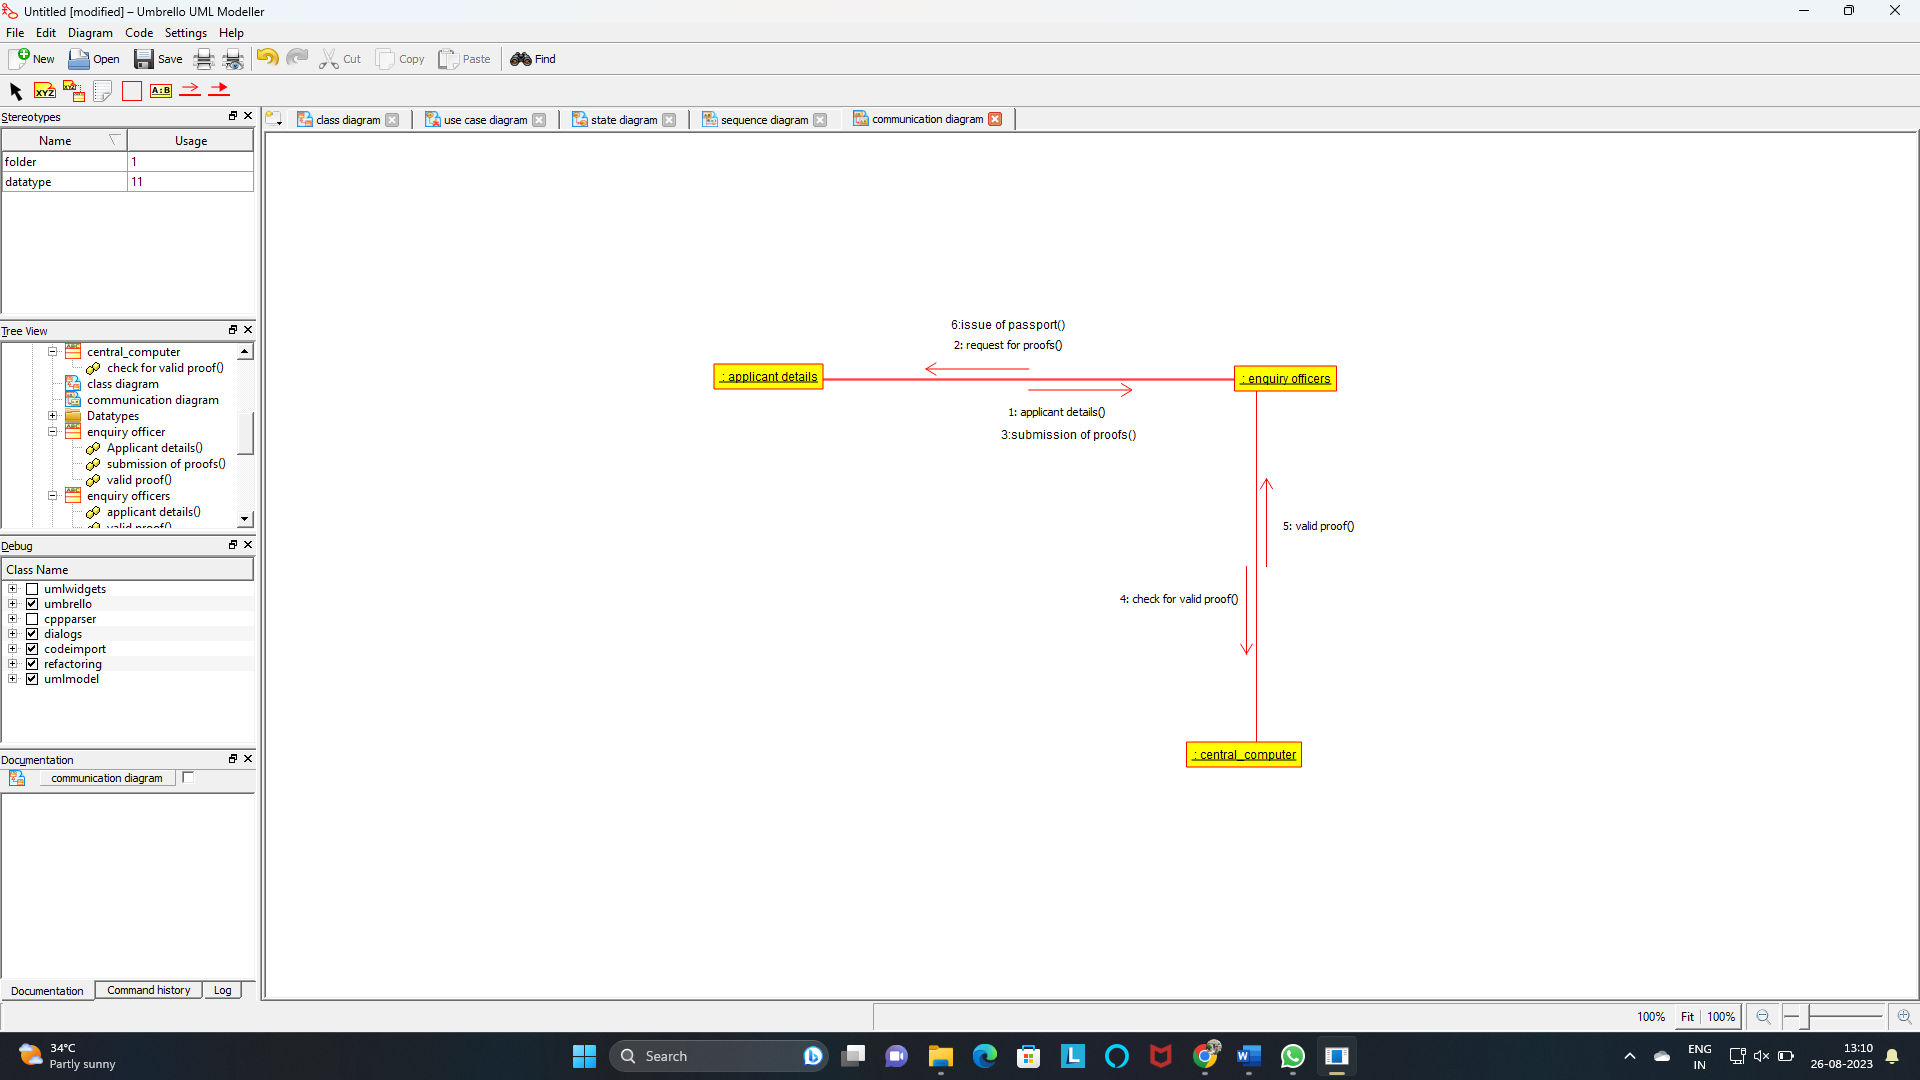 Untitled [modified] – Umbrello UML Modeller
File Edit Diagram Code Settings Help
New Open Save Cut Copy Paste Find
XYZ XYZ A:B
Stereotypes
Name Usage
folder 1
datatype 11
Tree View
central_computer
check for valid proof()
class diagram
communication diagram
Datatypes
enquiry officer
Applicant details()
submission of proofs()
valid proof()
enquiry officers
applicant details()
valid proof()
Debug
Class Name
umlwidgets
umbrello
cppparser
dialogs
codeimport
refactoring
umlmodel
Documentation
communication diagram
Documentation Command history Log
class diagram use case diagram state diagram sequence diagram communication diagram
6:issue of passport()
2: request for proofs()
: applicant details
: enquiry officers
1: applicant details()
3:submission of proofs()
5: valid proof()
4: check for valid proof()
: central_computer
100% Fit 100%
34°C
Partly sunny
Search
ENG
IN
13:10
26-08-2023